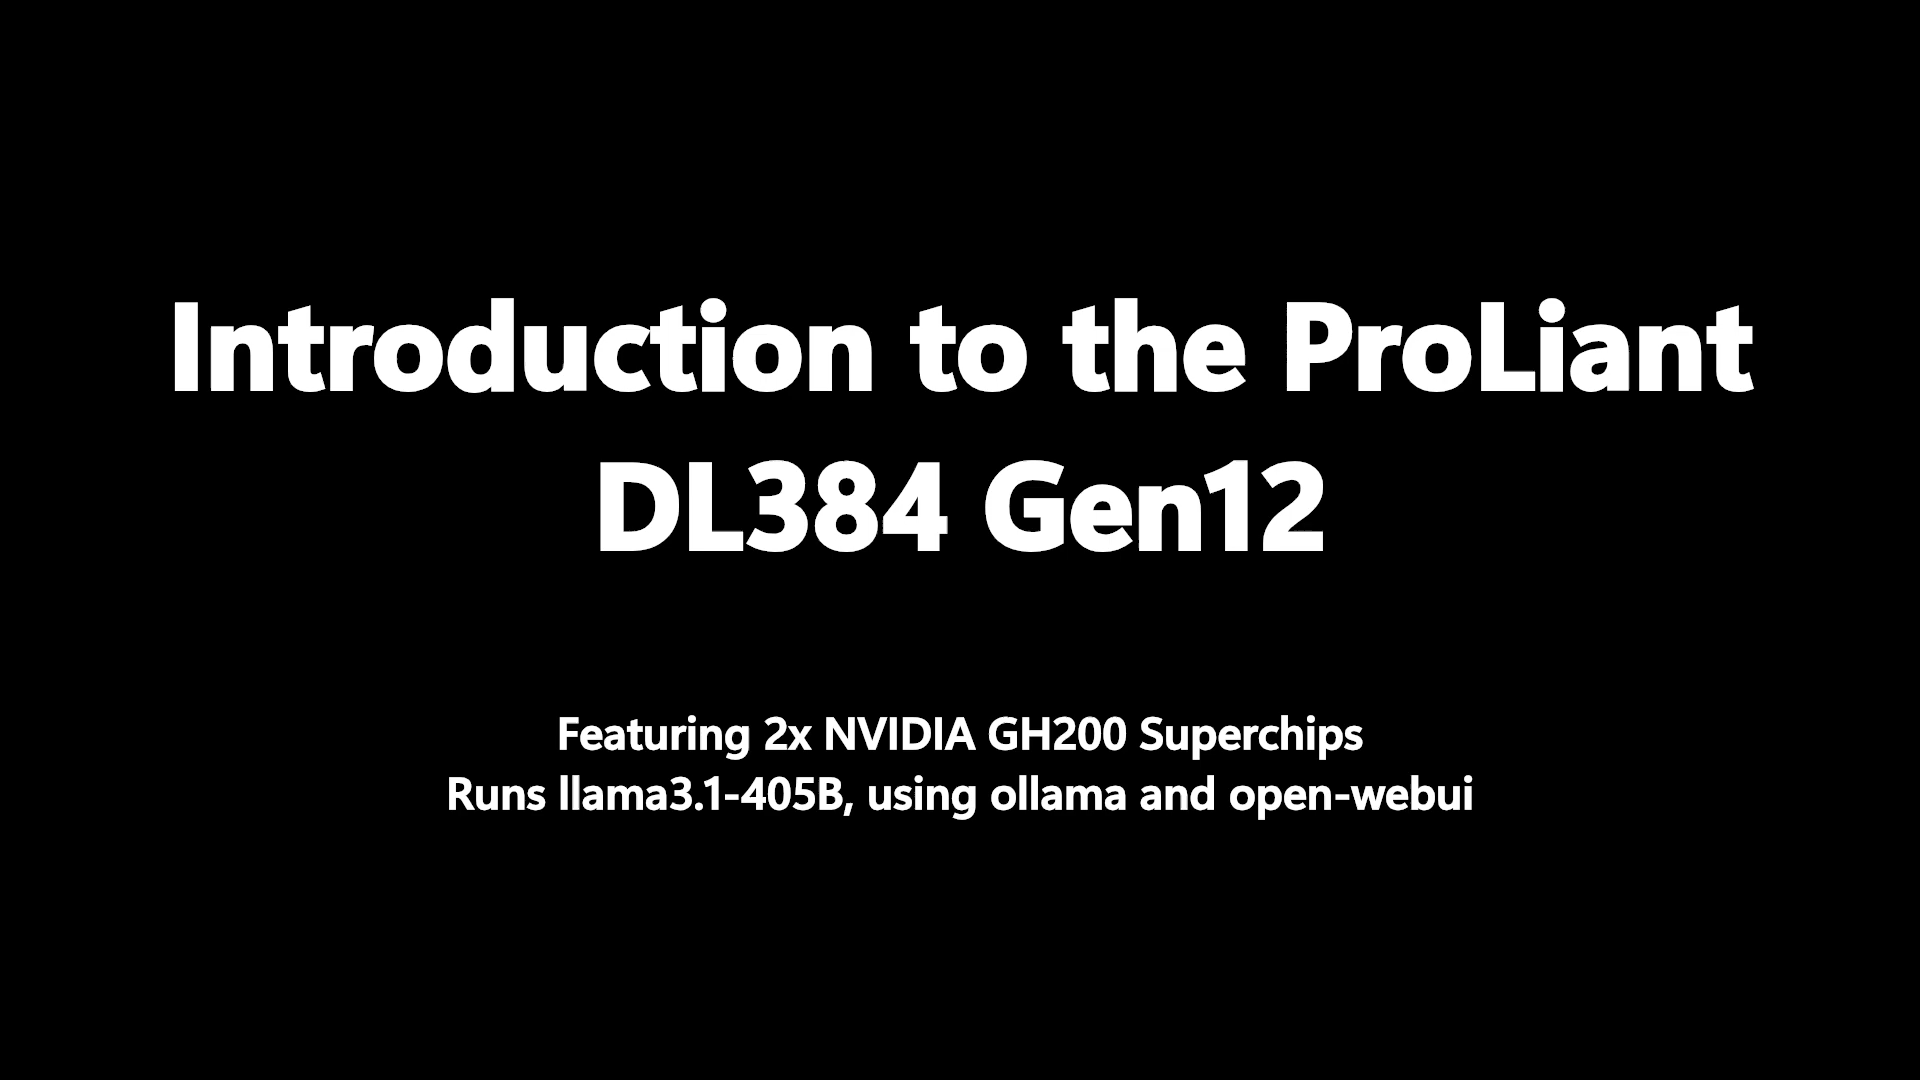 Introduction to the ProLiant
DL384 Gen12
Featuring 2x NVIDIA GH200 Superchips
Runs llama3.1-405B, using ollama and open-webui